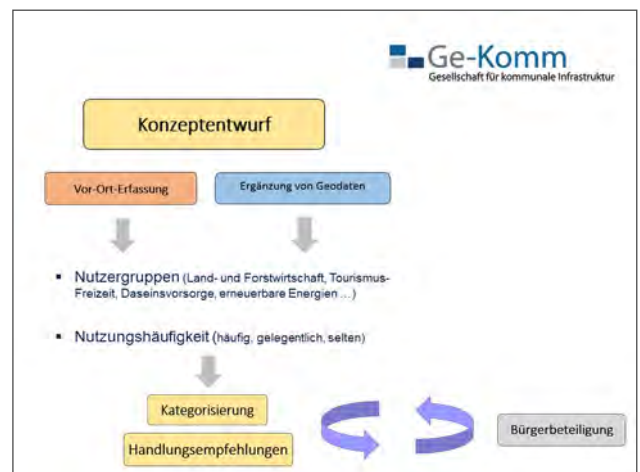 Ge-Komm
Gesellschaft für kommunale Infrastruktur
Konzeptentwurf
Vor-Ort-Erfassung
Ergänzung von Geodaten
▪ Nutzergruppen (Land- und Forstwirtschaft, Tourismus-
Freizeit, Daseinsvorsorge, erneuerbare Energien ...)
▪ Nutzungshäufigkeit (häufig, gelegentlich, selten)
Kategorisierung
Handlungsempfehlungen
Bürgerbeteiligung